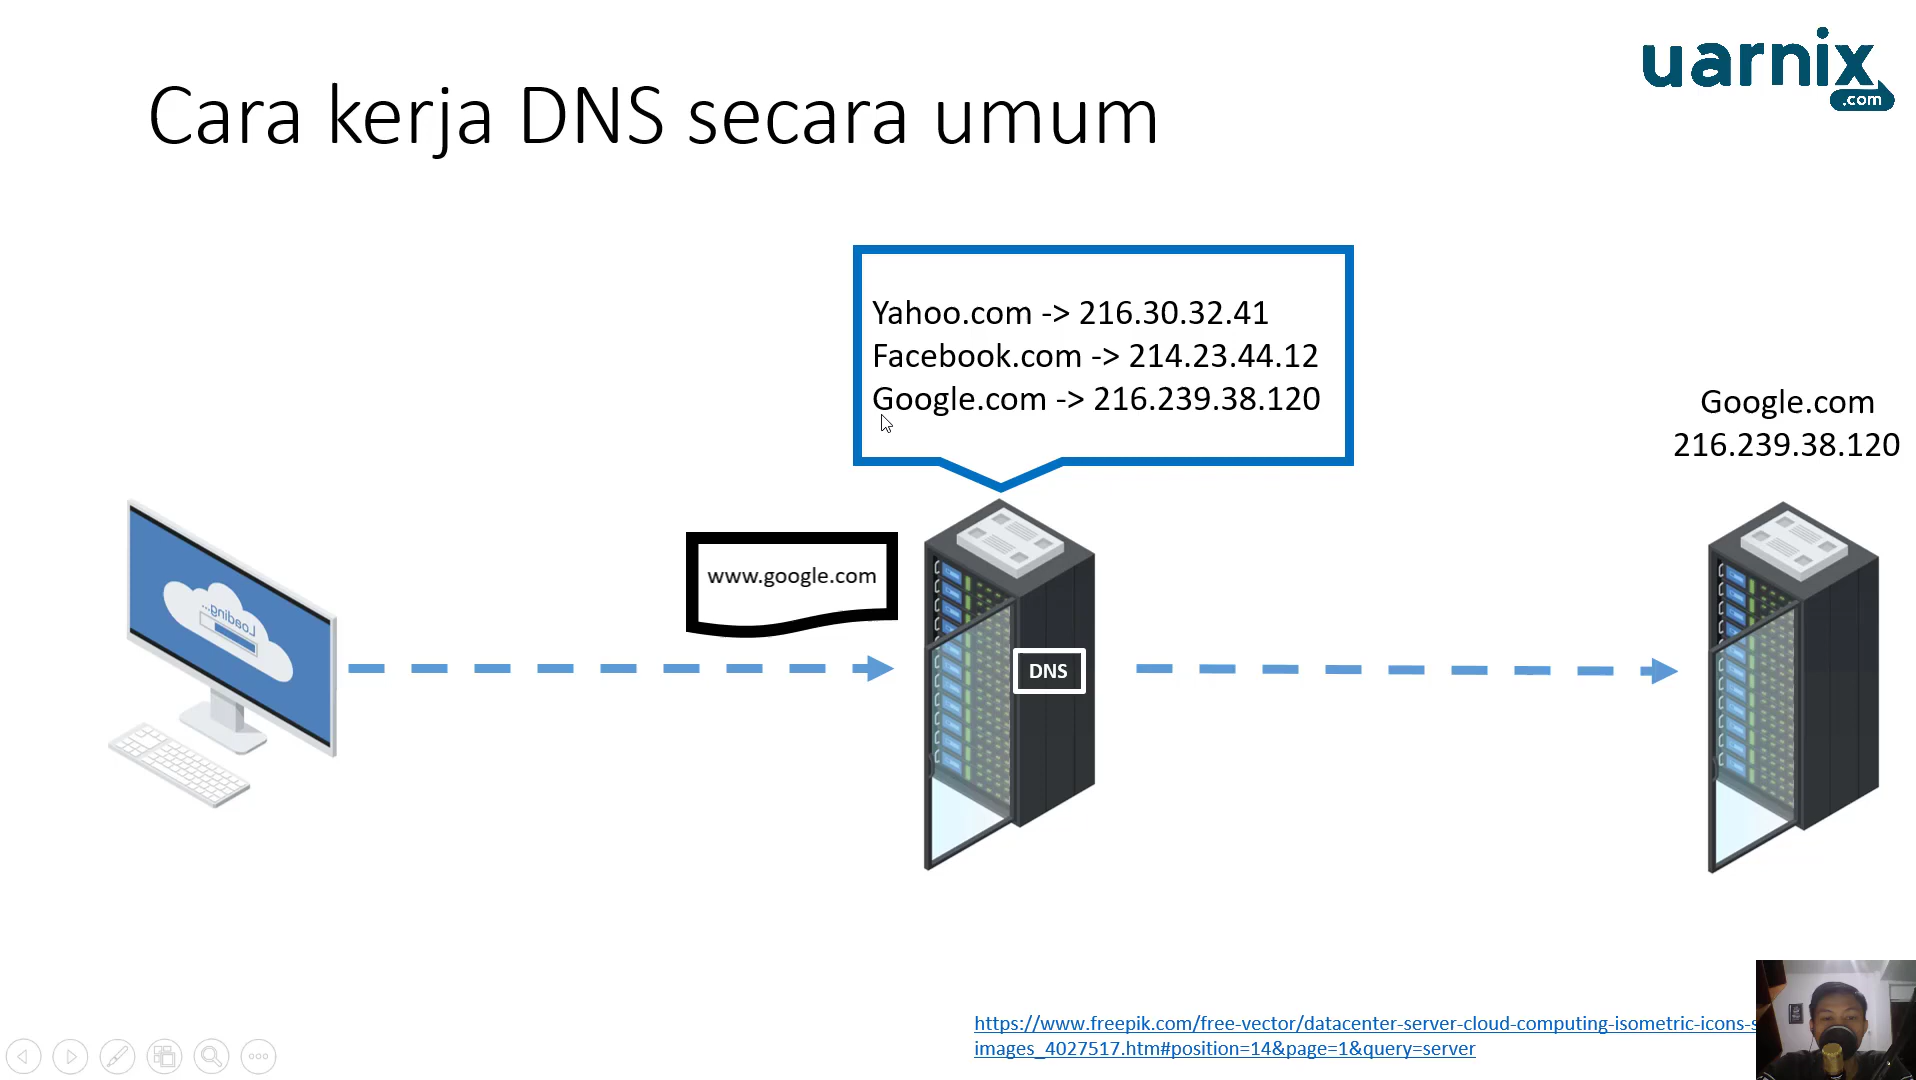 uarnix
.com
Cara kerja DNS secara umum
Yahoo.com -> 216.30.32.41
Facebook.com -> 214.23.44.12
Google.com -> 216.239.38.120
Google.com
216.239.38.120
www.google.com
Loading...
DNS
https://www.freepik.com/free-vector/datacenter-server-cloud-computing-isometric-icons-s
images_4027517.htm#position=14&page=1&query=server